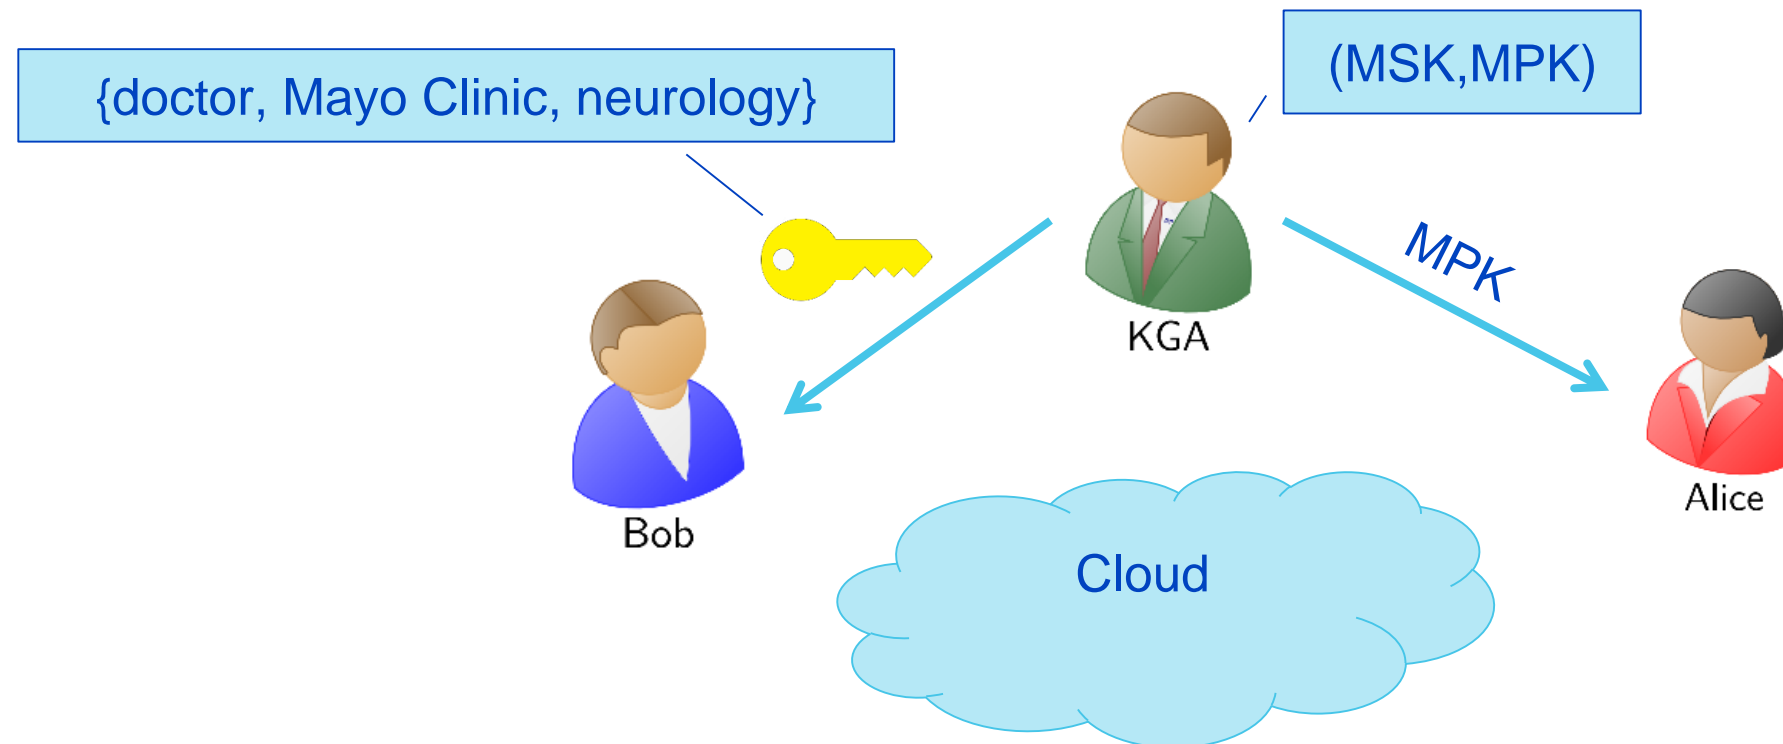 (MSK,MPK)
{doctor, Mayo Clinic, neurology}
MPK
KGA
Alice
Bob
Cloud